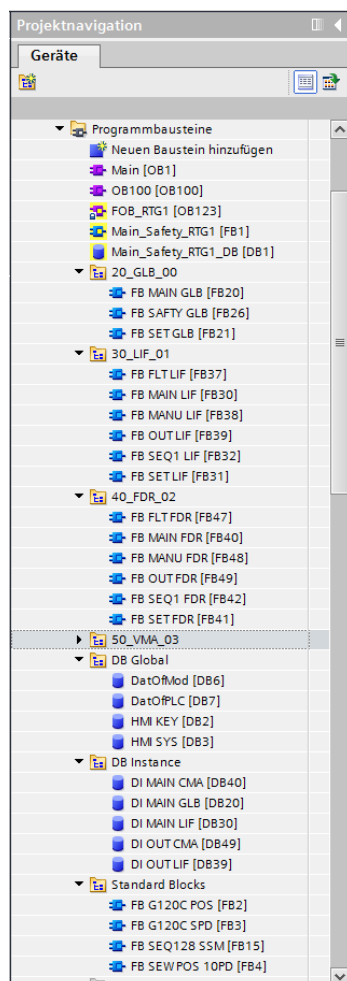 Projektnavigation
Geräte
Programmbausteine
Neuen Baustein hinzufügen
Main [OB1]
OB100 [OB100]
FOB_RTG1 [OB123]
Main_Safety_RTG1 [FB1]
Main_Safety_RTG1_DB [DB1]
20_GLB_00
FB MAIN GLB [FB20]
FB SAFTY GLB [FB26]
FB SET GLB [FB21]
30_LIF_01
FB FLT LIF [FB37]
FB MAIN LIF [FB30]
FB MANU LIF [FB38]
FB OUT LIF [FB39]
FB SEQ1 LIF [FB32]
FB SET LIF [FB31]
40_FDR_02
FB FLT FDR [FB47]
FB MAIN FDR [FB40]
FB MANU FDR [FB48]
FB OUT FDR [FB49]
FB SEQ1 FDR [FB42]
FB SET FDR [FB41]
50_VMA_03
DB Global
DatOfMod [DB6]
DatOfPLC [DB7]
HMI KEY [DB2]
HMI SYS [DB3]
DB Instance
DI MAIN CMA [DB40]
DI MAIN GLB [DB20]
DI MAIN LIF [DB30]
DI OUT CMA [DB49]
DI OUT LIF [DB39]
Standard Blocks
FB G120C POS [FB2]
FB G120C SPD [FB3]
FB SEQ128 SSM [FB15]
FB SEW POS 10PD [FB4]